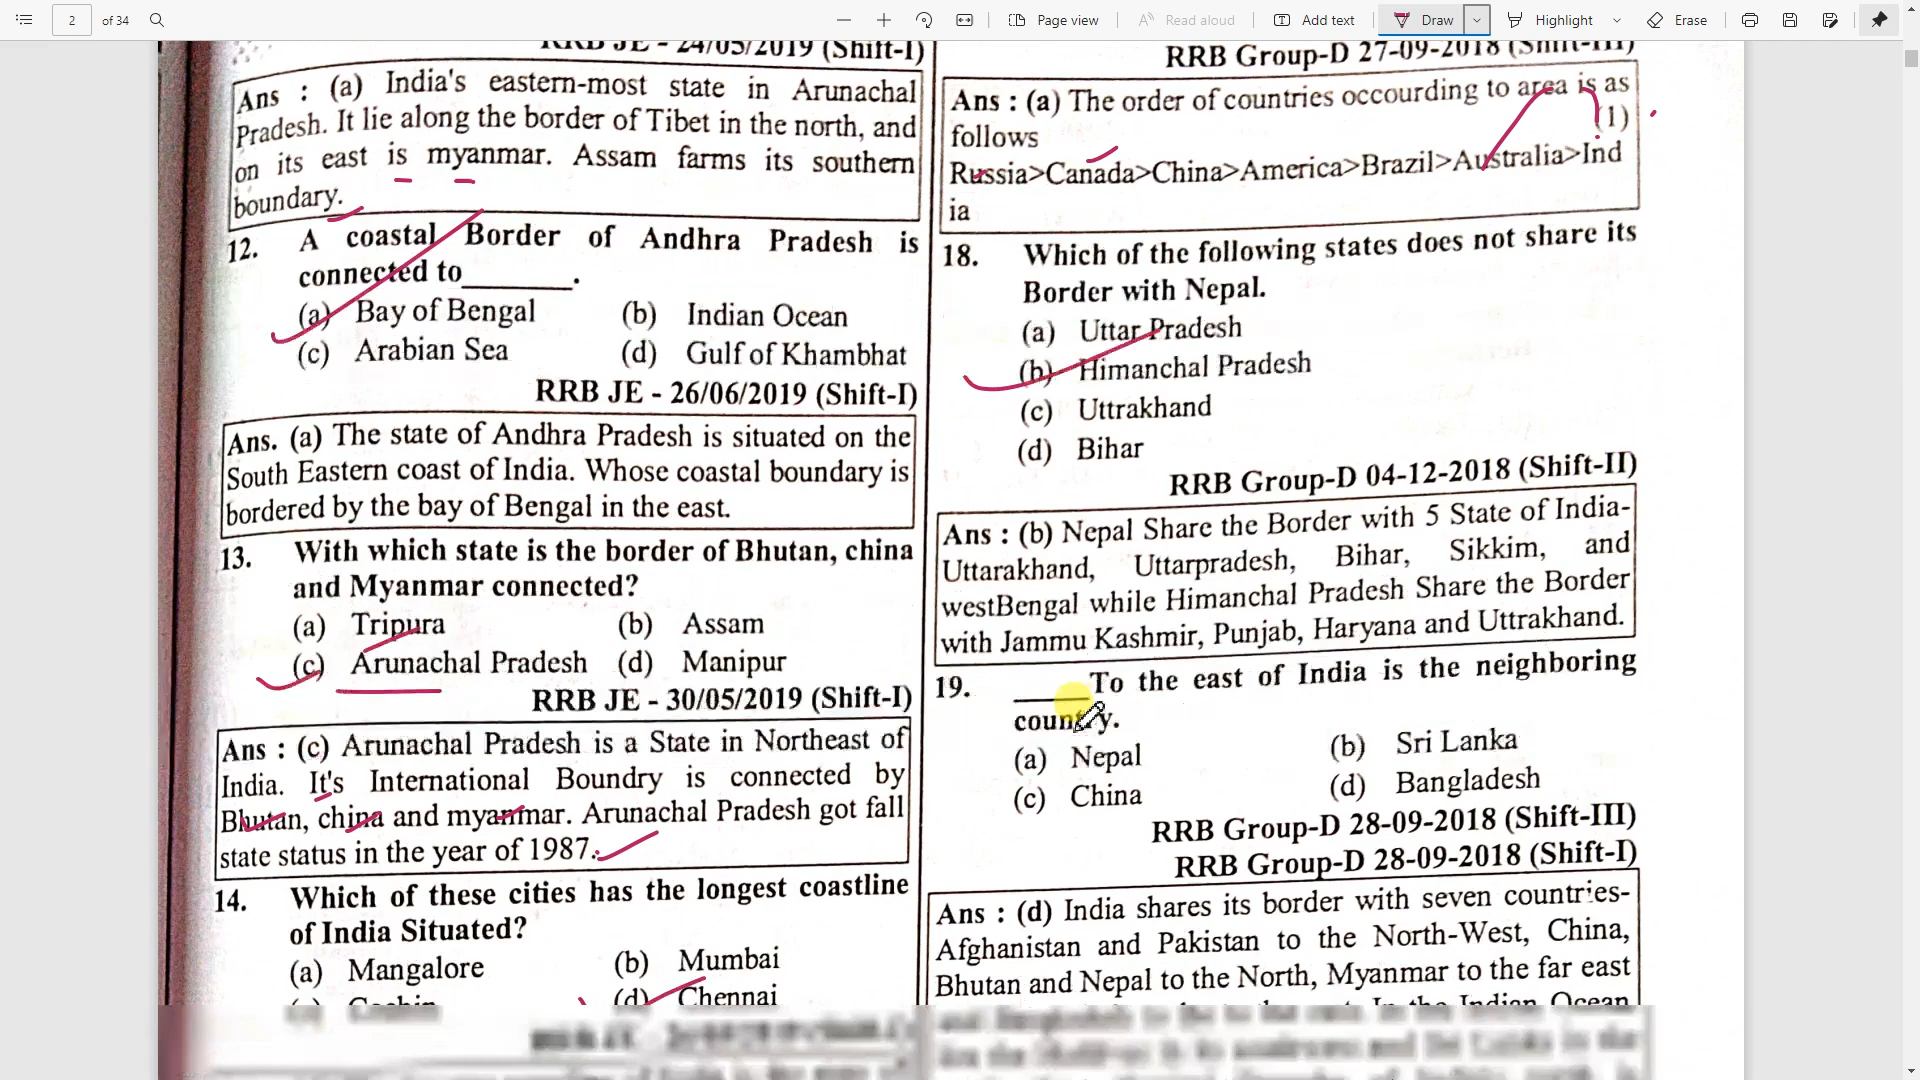 2 of 34
Page view
Read aloud
Add text
Draw
Highlight
Erase
RRB JE - 24/05/2019 (Shift-I)
Ans : (a) India's eastern-most state in Arunachal
Pradesh. It lie along the border of Tibet in the north, and
on its east is myanmar. Assam farms its southern
boundary.
12. A coastal Border of Andhra Pradesh is
connected to_______.
(a) Bay of Bengal (b) Indian Ocean
(c) Arabian Sea (d) Gulf of Khambhat
RRB JE - 26/06/2019 (Shift-I)
Ans. (a) The state of Andhra Pradesh is situated on the
South Eastern coast of India. Whose coastal boundary is
bordered by the bay of Bengal in the east.
13. With which state is the border of Bhutan, china
and Myanmar connected?
(a) Tripura (b) Assam
(c) Arunachal Pradesh (d) Manipur
RRB JE - 30/05/2019 (Shift-I)
Ans : (c) Arunachal Pradesh is a State in Northeast of
India. It's International Boundry is connected by
Bhutan, china and myanmar. Arunachal Pradesh got fall
state status in the year of 1987.
14. Which of these cities has the longest coastline
of India Situated?
(a) Mangalore (b) Mumbai
(d) Chennai
RRB Group-D 27-09-2018 (Shift-III)
Ans : (a) The order of countries occourding to area is as
follows (1)
Russia>Canada>China>America>Brazil>Australia>Ind
ia
18. Which of the following states does not share its
Border with Nepal.
(a) Uttar Pradesh
(b) Himanchal Pradesh
(c) Uttrakhand
(d) Bihar
RRB Group-D 04-12-2018 (Shift-II)
Ans : (b) Nepal Share the Border with 5 State of India-
Uttarakhand, Uttarpradesh, Bihar, Sikkim, and
westBengal while Himanchal Pradesh Share the Border
with Jammu Kashmir, Punjab, Haryana and Uttrakhand.
19. _____To the east of India is the neighboring
country.
(a) Nepal (b) Sri Lanka
(c) China (d) Bangladesh
RRB Group-D 28-09-2018 (Shift-III)
RRB Group-D 28-09-2018 (Shift-I)
Ans : (d) India shares its border with seven countries-
Afghanistan and Pakistan to the North-West, China,
Bhutan and Nepal to the North, Myanmar to the far east